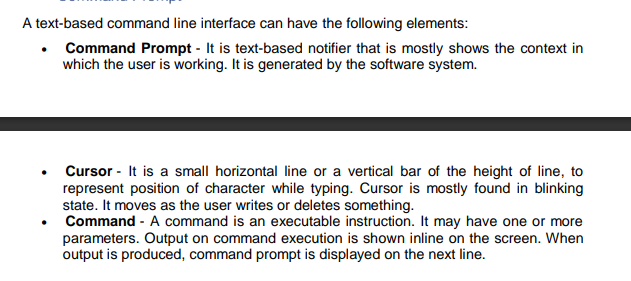 A text-based command line interface can have the following elements:
• Command Prompt - It is text-based notifier that is mostly shows the context in
which the user is working. It is generated by the software system.
• Cursor - It is a small horizontal line or a vertical bar of the height of line, to
represent position of character while typing. Cursor is mostly found in blinking
state. It moves as the user writes or deletes something.
• Command - A command is an executable instruction. It may have one or more
parameters. Output on command execution is shown inline on the screen. When
output is produced, command prompt is displayed on the next line.